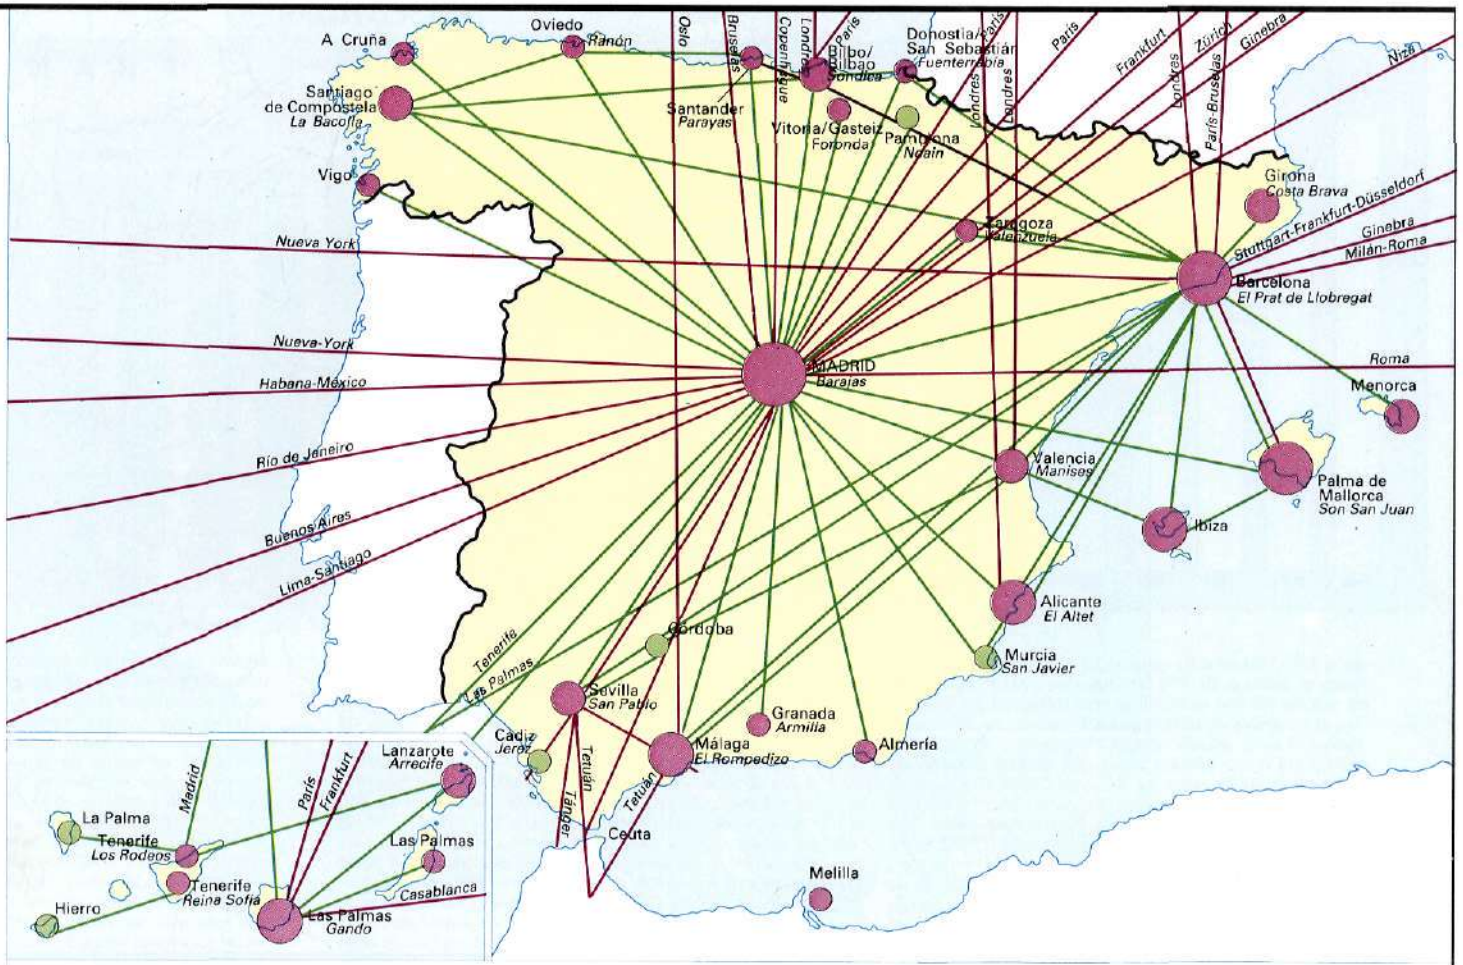 Oviedo
Ranón
A Cruña
Santiago
de Compostela
La Bacolla
Vigo
Oslo
Bruselas
Copenhague
Londres
París
Bilbo/
Bilbao
Sondica
Santander
Parayas
Donostia/
San Sebastián
Fuenterrabía
Vitoria/Gasteiz
Foronda
Pamplona
Noain
París
Londres
Londres
París
Frankfurt
Zürich
Ginebra
Londres
París-Bruselas
Niza
Girona
Costa Brava
Stuttgart-Frankfurt-Düsseldorf
Ginebra
Milán-Roma
Zaragoza
Valenzuela
Barcelona
El Prat de Llobregat
Nueva York
Nueva-York
Habana-México
Río de Janeiro
Buenos Aires
Lima-Santiago
MADRID
Barajas
Roma
Menorca
Palma de
Mallorca
Son San Juan
Valencia
Manises
Ibiza
Alicante
El Altet
Murcia
San Javier
Córdoba
Tenerife
Las Palmas
Sevilla
San Pablo
Cádiz
Jerez
Málaga
El Rompedizo
Granada
Armilla
Almería
Tetuán
Tánger
Tetuán
Ceuta
Melilla
Lanzarote
Arrecife
Madrid
París
Frankfurt
La Palma
Tenerife
Los Rodeos
Tenerife
Reina Sofía
Hierro
Las Palmas
Las Palmas
Gando
Casablanca